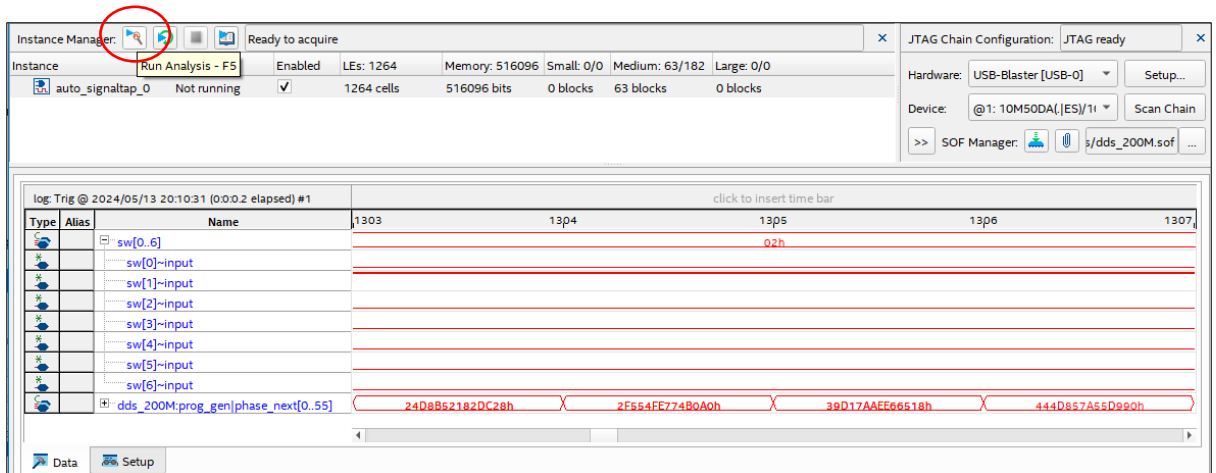 Instance Manager: Ready to acquire × JTAG Chain Configuration: JTAG ready ×
Run Analysis - F5
Instance Enabled LEs: 1264 Memory: 516096 Small: 0/0 Medium: 63/182 Large: 0/0
auto_signaltap_0 Not running 1264 cells 516096 bits 0 blocks 63 blocks 0 blocks
Hardware: USB-Blaster [USB-0] Setup...
Device: @1: 10M50DA(.|ES)/1( Scan Chain
>> SOF Manager: s/dds_200M.sof ...
log: Trig @ 2024/05/13 20:10:31 (0:0:0.2 elapsed) #1 click to insert time bar
Type Alias Name 1303 1304 1305 1306 1307
sw[0..6] 02h
sw[0]~input
sw[1]~input
sw[2]~input
sw[3]~input
sw[4]~input
sw[5]~input
sw[6]~input
dds_200M:prog_gen|phase_next[0..55] 24D8B52182DC28h 2F554FE774B0A0h 39D17AAEE66518h 444D857A55D990h
Data Setup